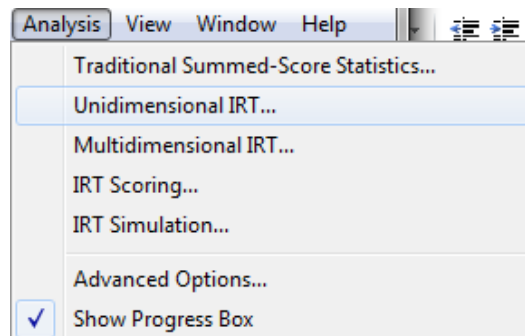 Analysis View Window Help
Traditional Summed-Score Statistics...
Unidimensional IRT...
Multidimensional IRT...
IRT Scoring...
IRT Simulation...
Advanced Options...
Show Progress Box